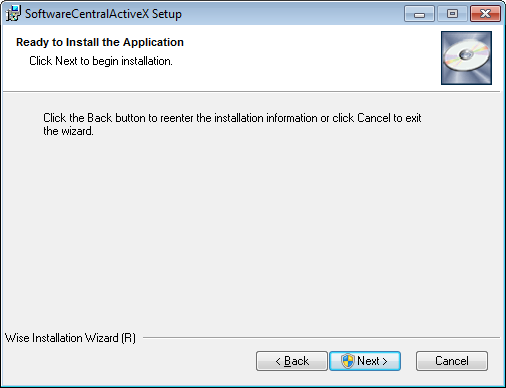 SoftwareCentralActiveX Setup
Ready to Install the Application
Click Next to begin installation.
Click the Back button to reenter the installation information or click Cancel to exit
the wizard.
Wise Installation Wizard (R)
< Back
Next >
Cancel